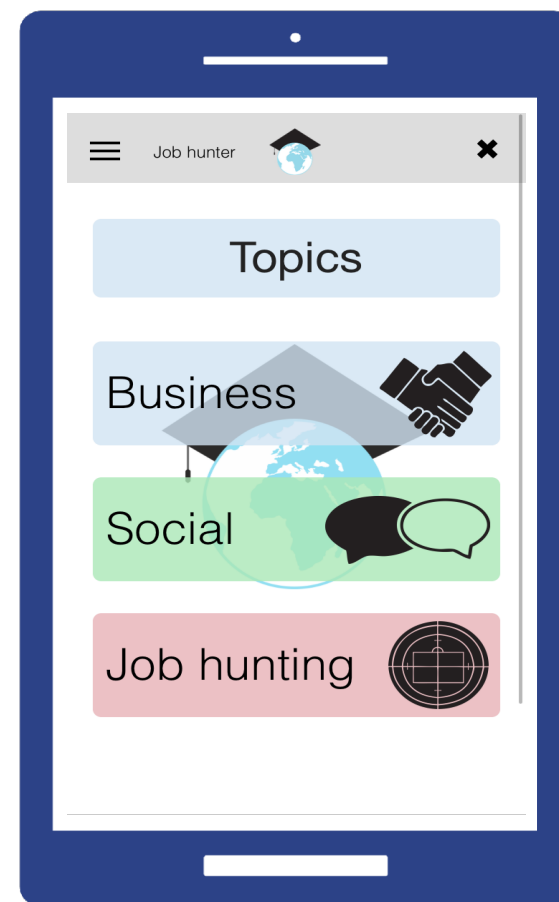 Job hunter
Topics
Business
Social
Job hunting